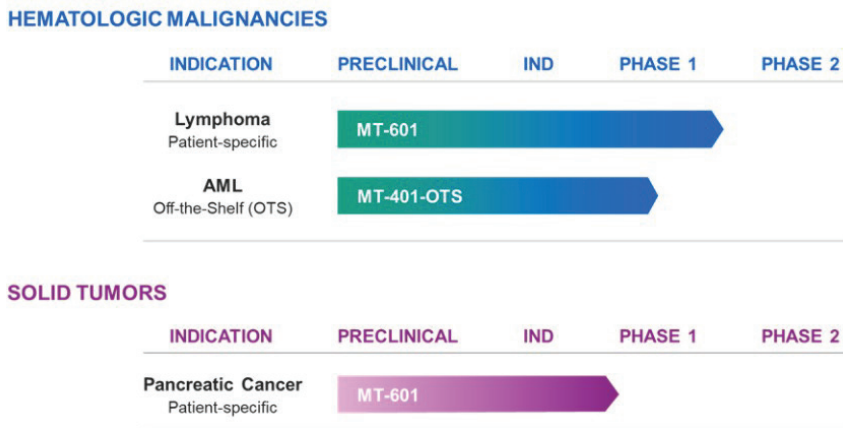 HEMATOLOGIC MALIGNANCIES
INDICATION PRECLINICAL IND PHASE 1 PHASE 2
Lymphoma
Patient-specific
MT-601
AML
Off-the-Shelf (OTS)
MT-401-OTS
SOLID TUMORS
INDICATION PRECLINICAL IND PHASE 1 PHASE 2
Pancreatic Cancer
Patient-specific
MT-601